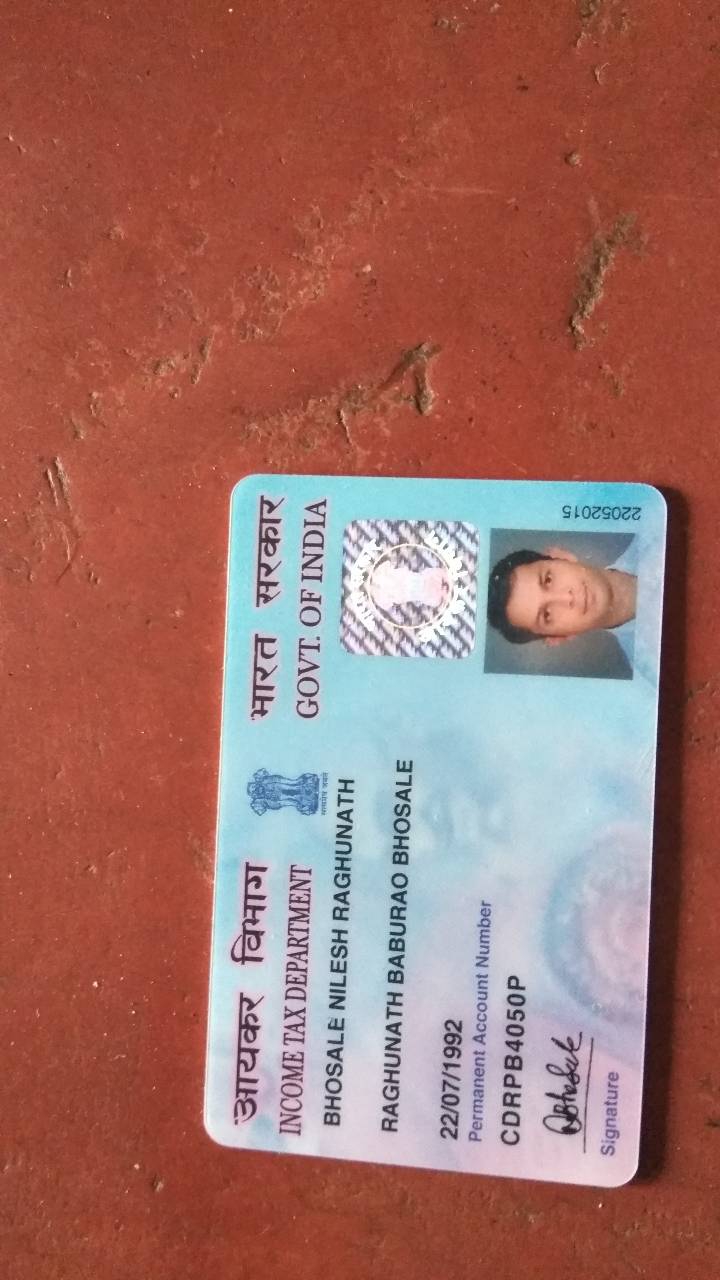 आयकर विभाग
INCOME TAX DEPARTMENT
सत्यमेव जयते
भारत सरकार
GOVT. OF INDIA
BHOSALE NILESH RAGHUNATH
RAGHUNATH BABURAO BHOSALE
22/07/1992
Permanent Account Number
CDRPB4050P
Signature
22052015